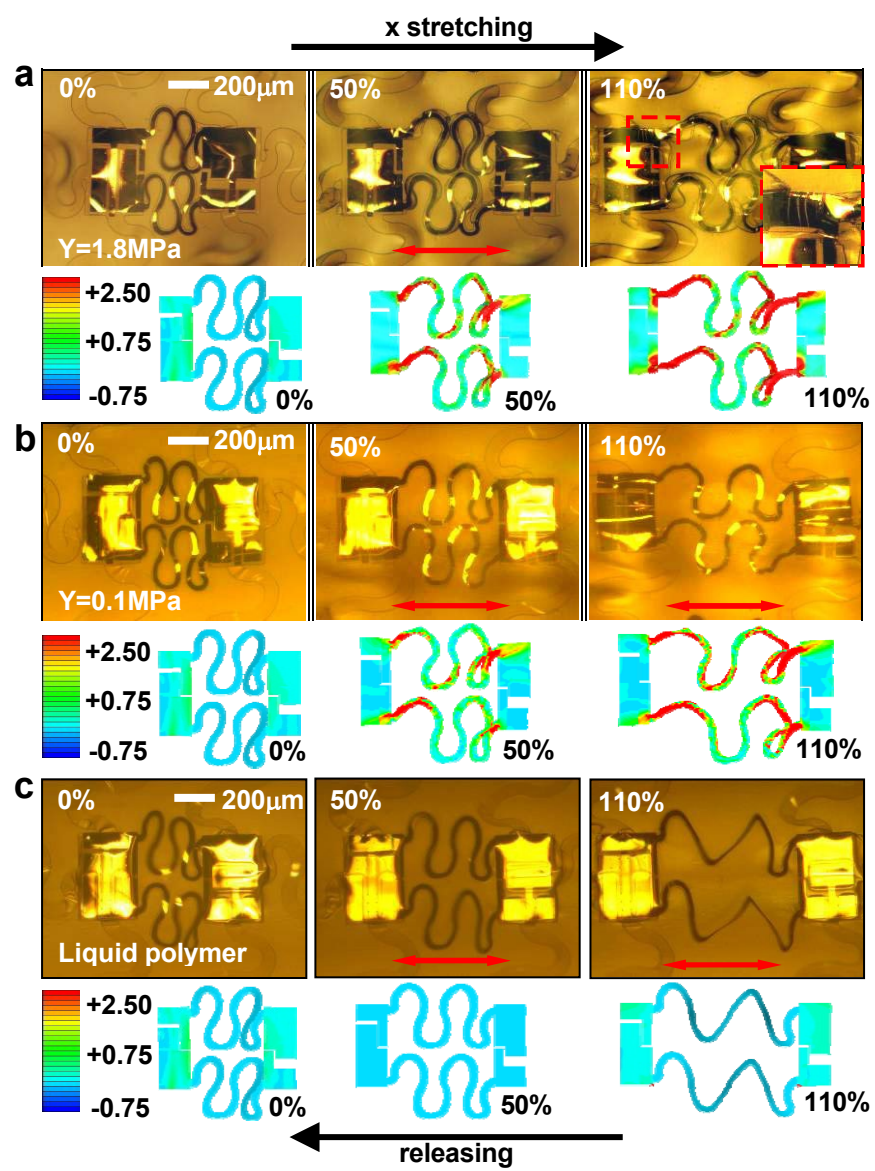 x stretching
a
0% 200μm 50% 110%
Y=1.8MPa
+2.50
+0.75
-0.75
0% 50% 110%
b
0% 200μm 50% 110%
Y=0.1MPa
+2.50
+0.75
-0.75
0% 50% 110%
c
0% 200μm 50% 110%
Liquid polymer
+2.50
+0.75
-0.75
0% 50% 110%
releasing